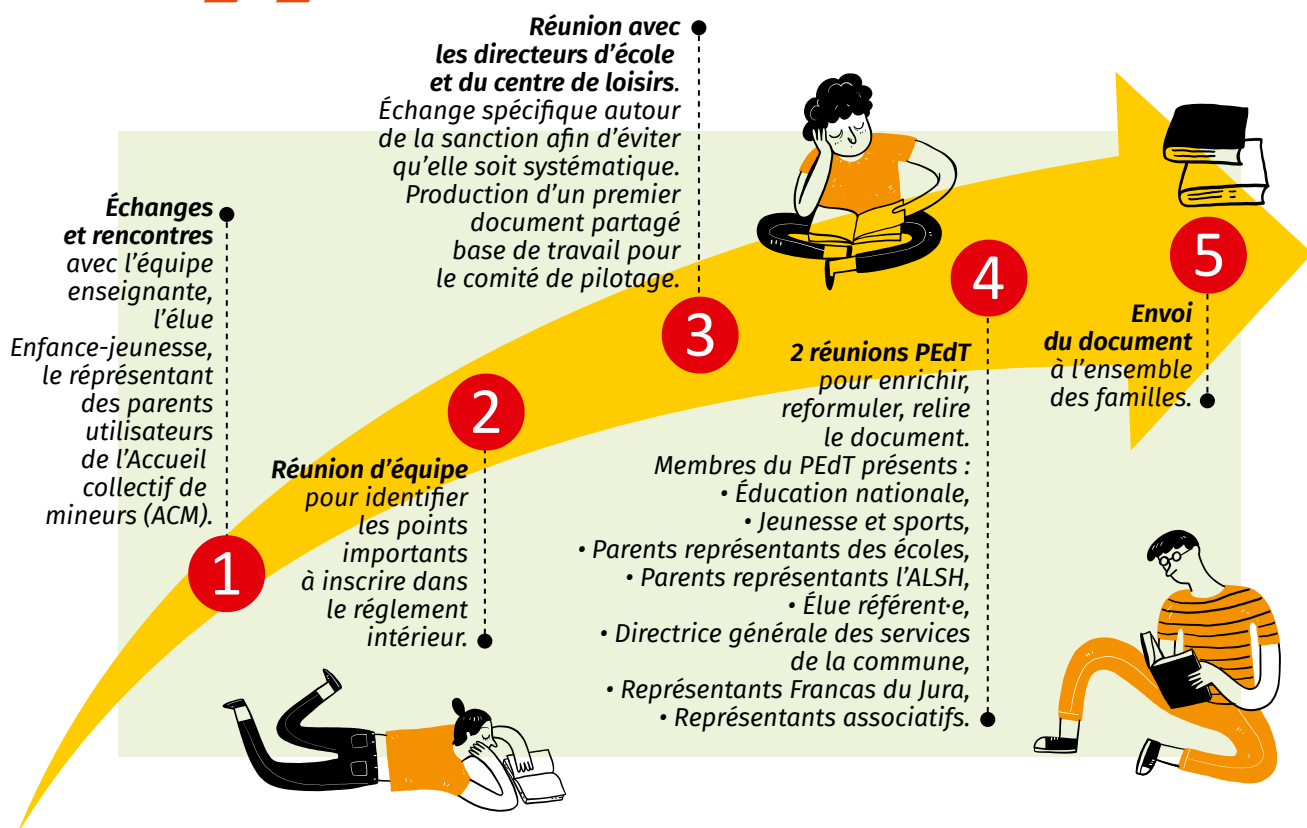 Échanges
et rencontres
avec l'équipe
enseignante,
l'élue
Enfance-jeunesse,
le réprésentant
des parents
utilisateurs
de l'Accueil
collectif de
mineurs (ACM).
1
2
Réunion d'équipe
pour identifier
les points
importants
à inscrire dans
le réglement
intérieur.
Réunion avec
les directeurs d'école
et du centre de loisirs.
Échange spécifique autour
de la sanction afin d'éviter
qu'elle soit systématique.
Production d'un premier
document partagé
base de travail pour
le comité de pilotage.
3
4
2 réunions PEdT
pour enrichir,
reformuler, relire
le document.
Membres du PEdT présents :
• Éducation nationale,
• Jeunesse et sports,
• Parents représentants des écoles,
• Parents représentants l'ALSH,
• Élue référent·e,
• Directrice générale des services
de la commune,
• Représentants Francas du Jura,
• Représentants associatifs.
5
Envoi
du document
à l'ensemble
des familles.